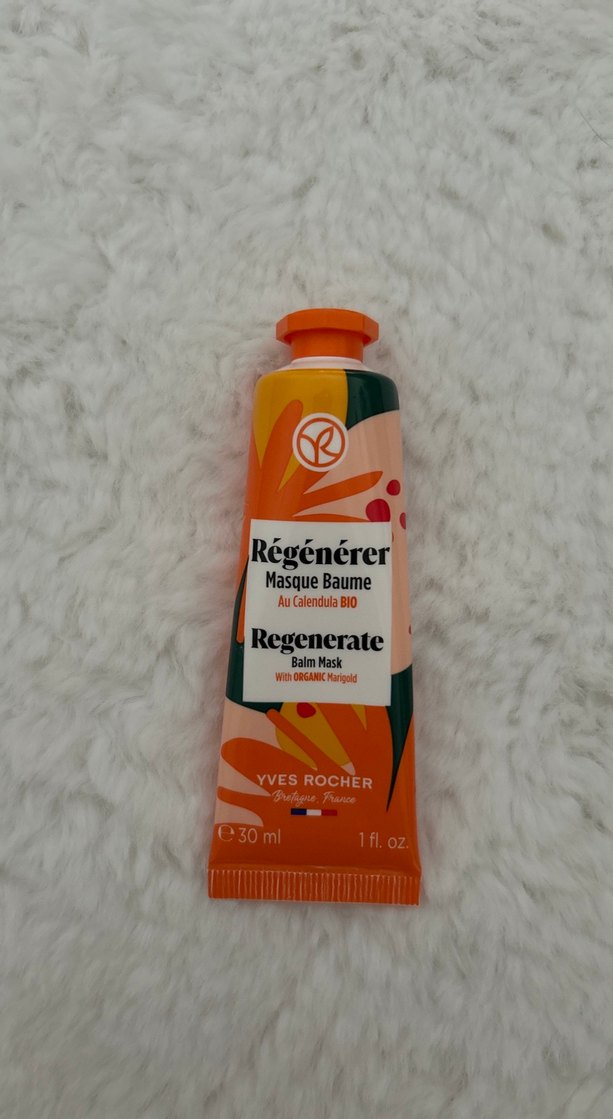 Régénérer
Masque Baume
Au Calendula BIO
Regenerate
Balm Mask
With ORGANIC Marigold
YVES ROCHER
Bretagne, France
℮ 30 ml 1 fl. oz.